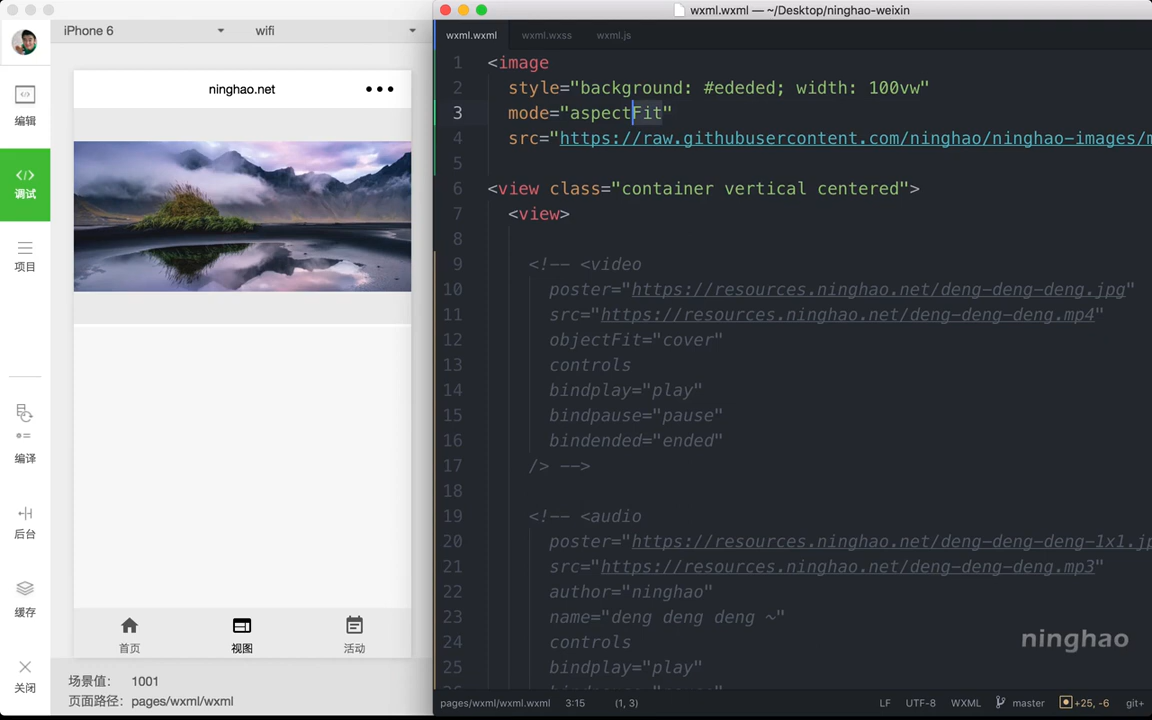 iPhone 6
wifi
ninghao.net
编辑
调试
项目
编译
后台
缓存
关闭
首页
视图
活动
场景值: 1001
页面路径: pages/wxml/wxml
wxml.wxml — ~/Desktop/ninghao-weixin
wxml.wxml
wxml.wxss
wxml.js
1 <image
2 style="background: #ededed; width: 100vw"
3 mode="aspectFit"
4 src="https://raw.githubusercontent.com/ninghao/ninghao-images/m
5
6 <view class="container vertical centered">
7 <view>
8
9 <!-- <video
10 poster="https://resources.ninghao.net/deng-deng-deng.jpg"
11 src="https://resources.ninghao.net/deng-deng-deng.mp4"
12 objectFit="cover"
13 controls
14 bindplay="play"
15 bindpause="pause"
16 bindended="ended"
17 /> -->
18
19 <!-- <audio
20 poster="https://resources.ninghao.net/deng-deng-deng-1x1.jp
21 src="https://resources.ninghao.net/deng-deng-deng.mp3"
22 author="ninghao"
23 name="deng deng deng ~"
24 controls
25 bindplay="play"
ninghao
pages/wxml/wxml.wxml 3:15 (1, 3) LF UTF-8 WXML master +25, -6 git+